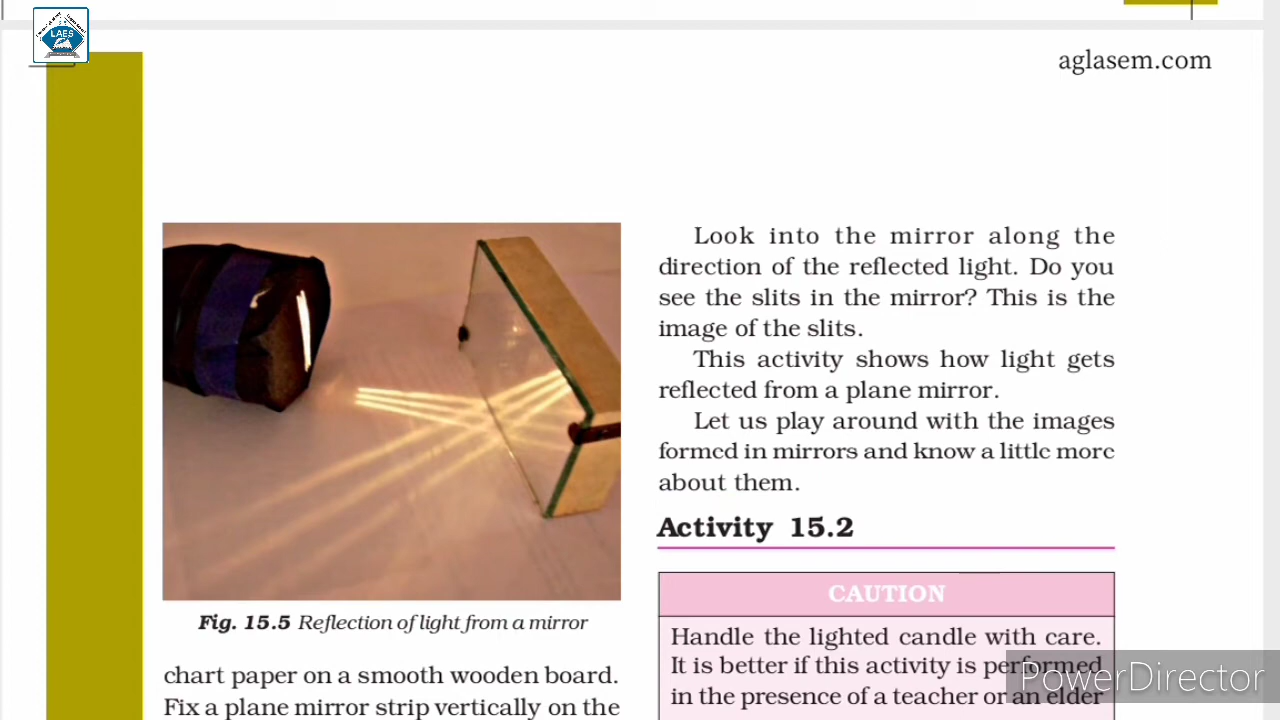 LAES
aglasem.com
Fig. 15.5 Reflection of light from a mirror
chart paper on a smooth wooden board.
Fix a plane mirror strip vertically on the
Look into the mirror along the
direction of the reflected light. Do you
see the slits in the mirror? This is the
image of the slits.
This activity shows how light gets
reflected from a plane mirror.
Let us play around with the images
formed in mirrors and know a little more
about them.
Activity 15.2
CAUTION
Handle the lighted candle with care.
It is better if this activity is performed
in the presence of a teacher or an elder
PowerDirector